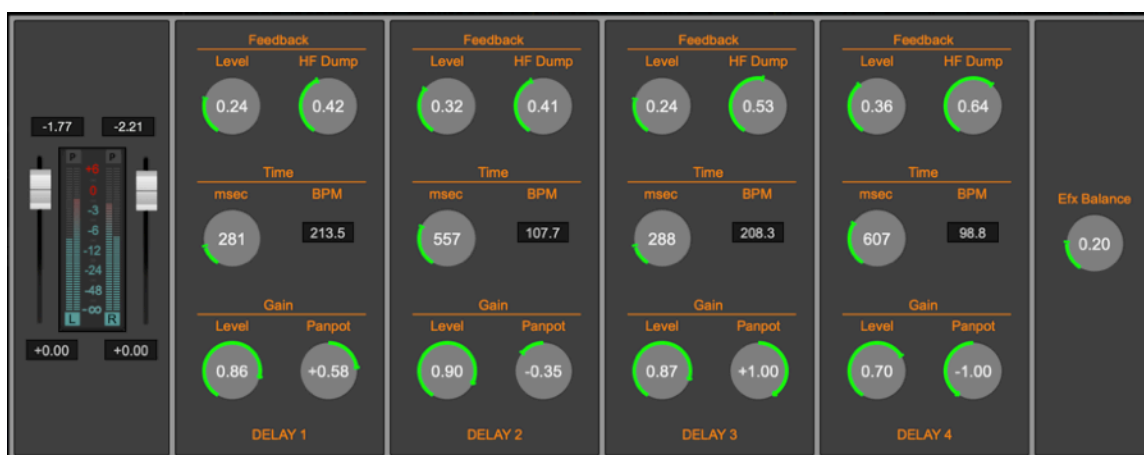 -1.77 -2.21
P P
+6
0
-3
-6
-12
-24
-48
-∞
L R
+0.00 +0.00
Feedback
Level HF Dump
0.24 0.42
Time
msec BPM
281 213.5
Gain
Level Panpot
0.86 +0.58
DELAY 1
Feedback
Level HF Dump
0.32 0.41
Time
msec BPM
557 107.7
Gain
Level Panpot
0.90 -0.35
DELAY 2
Feedback
Level HF Dump
0.24 0.53
Time
msec BPM
288 208.3
Gain
Level Panpot
0.87 +1.00
DELAY 3
Feedback
Level HF Dump
0.36 0.64
Time
msec BPM
607 98.8
Gain
Level Panpot
0.70 -1.00
DELAY 4
Efx Balance
0.20